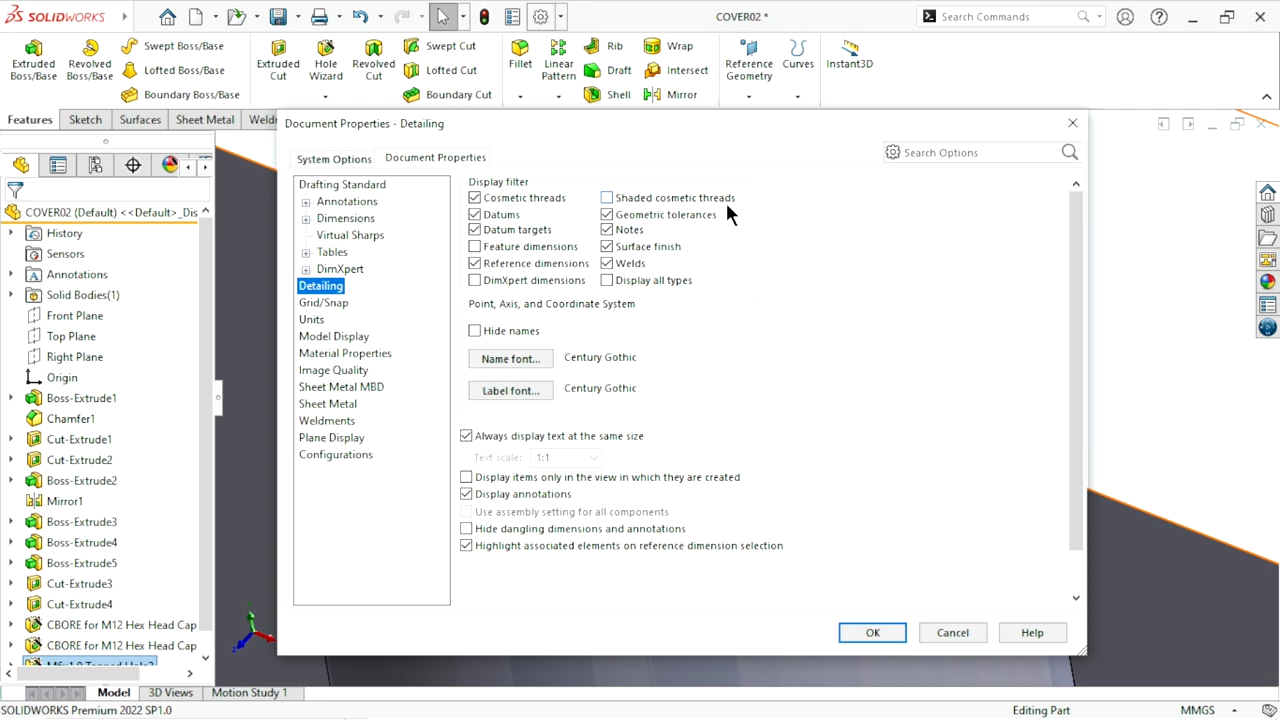 SOLIDWORKS
COVER02 *
Search Commands
Extruded Boss/Base
Revolved Boss/Base
Swept Boss/Base
Lofted Boss/Base
Boundary Boss/Base
Extruded Cut
Hole Wizard
Revolved Cut
Swept Cut
Lofted Cut
Boundary Cut
Fillet
Linear Pattern
Rib
Draft
Shell
Wrap
Intersect
Mirror
Reference Geometry
Curves
Instant3D
Features
Sketch
Surfaces
Sheet Metal
Weldm
Document Properties - Detailing
System Options
Document Properties
Search Options
COVER02 (Default) <<Default>_Dis
History
Sensors
Annotations
Solid Bodies(1)
Front Plane
Top Plane
Right Plane
Origin
Boss-Extrude1
Chamfer1
Cut-Extrude1
Cut-Extrude2
Boss-Extrude2
Mirror1
Boss-Extrude3
Boss-Extrude4
Boss-Extrude5
Cut-Extrude3
Cut-Extrude4
CBORE for M12 Hex Head Cap
CBORE for M12 Hex Head Cap
Drafting Standard
Annotations
Dimensions
Virtual Sharps
Tables
DimXpert
Detailing
Grid/Snap
Units
Model Display
Material Properties
Image Quality
Sheet Metal MBD
Sheet Metal
Weldments
Plane Display
Configurations
Display filter
Cosmetic threads
Shaded cosmetic threads
Datums
Geometric tolerances
Datum targets
Notes
Feature dimensions
Surface finish
Reference dimensions
Welds
DimXpert dimensions
Display all types
Point, Axis, and Coordinate System
Hide names
Name font...
Century Gothic
Label font...
Century Gothic
Always display text at the same size
Text scale:
1:1
Display items only in the view in which they are created
Display annotations
Use assembly setting for all components
Hide dangling dimensions and annotations
Highlight associated elements on reference dimension selection
OK
Cancel
Help
Model
3D Views
Motion Study 1
SOLIDWORKS Premium 2022 SP1.0
Editing Part
MMGS